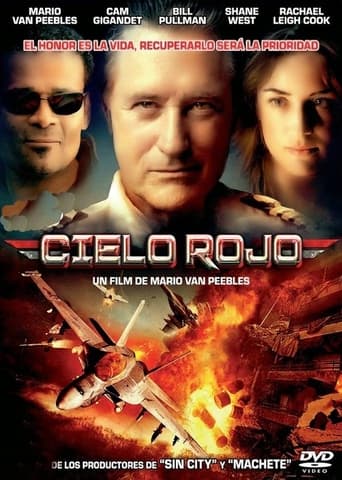 MARIO VAN PEEBLES
CAM GIGANDET
BILL PULLMAN
SHANE WEST
RACHAEL LEIGH COOK
EL HONOR ES LA VIDA, RECUPERARLO SERÁ LA PRIORIDAD
CIELO ROJO
UN FILM DE MARIO VAN PEEBLES
DE LOS PRODUCTORES DE "SIN CITY" Y "MACHETE"
DVD
VIDEO